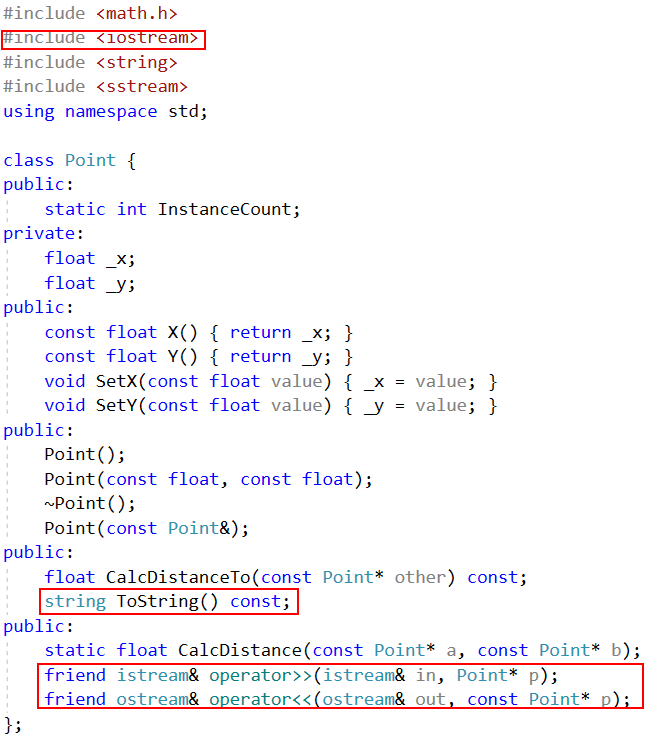 #include <math.h>
#include <iostream>
#include <string>
#include <sstream>
using namespace std;
class Point {
public:
static int InstanceCount;
private:
float _x;
float _y;
public:
const float X() { return _x; }
const float Y() { return _y; }
void SetX(const float value) { _x = value; }
void SetY(const float value) { _y = value; }
public:
Point();
Point(const float, const float);
~Point();
Point(const Point&);
public:
float CalcDistanceTo(const Point* other) const;
string ToString() const;
public:
static float CalcDistance(const Point* a, const Point* b);
friend istream& operator>>(istream& in, Point* p);
friend ostream& operator<<(ostream& out, const Point* p);
};